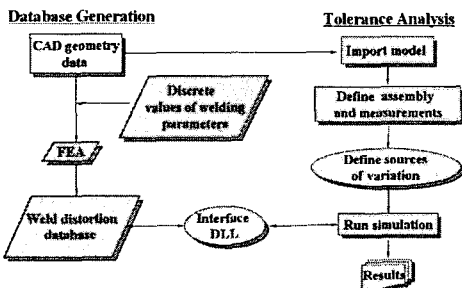 Database Generation
Tolerance Analysis
CAD geometry
data
Import model
Discrete
values of welding
parameters
Define assembly
and measurements
FEA
Define sources
of variation
Weld distortion
database
Interface
DLL
Run simulation
Results